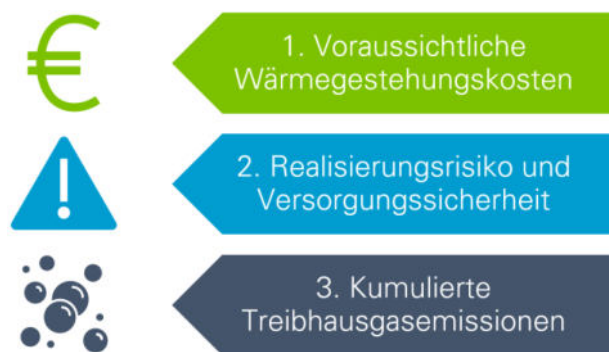 €
1. Voraussichtliche
Wärmegestehungskosten
2. Realisierungsrisiko und
Versorgungssicherheit
3. Kumulierte
Treibhausgasemissionen